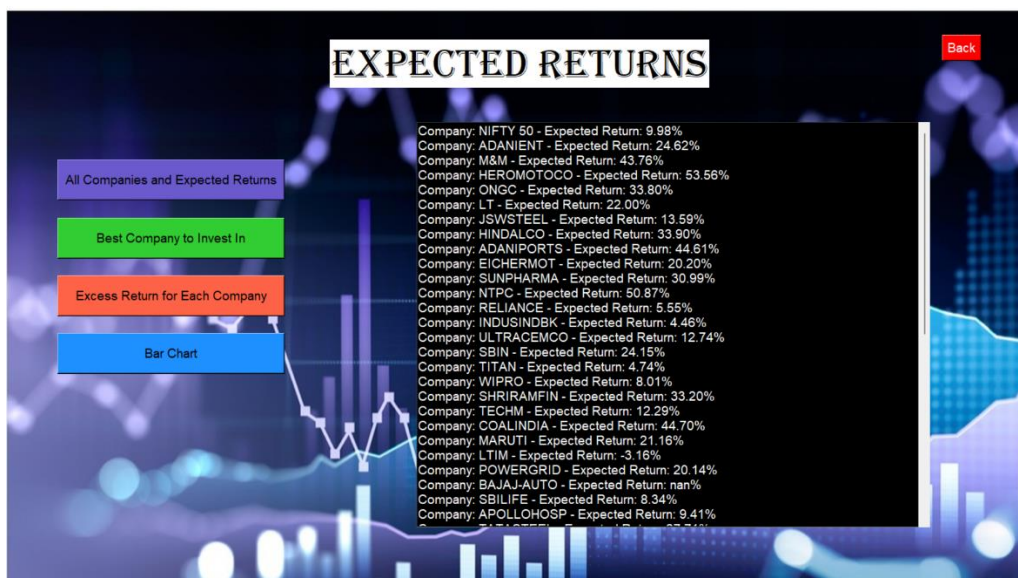 EXPECTED RETURNS
Back
All Companies and Expected Returns
Best Company to Invest In
Excess Return for Each Company
Bar Chart
Company: NIFTY 50 - Expected Return: 9.98%
Company: ADANIENT - Expected Return: 24.62%
Company: M&M - Expected Return: 43.76%
Company: HEROMOTOCO - Expected Return: 53.56%
Company: ONGC - Expected Return: 33.80%
Company: LT - Expected Return: 22.00%
Company: JSWSTEEL - Expected Return: 13.59%
Company: HINDALCO - Expected Return: 33.90%
Company: ADANIPORTS - Expected Return: 44.61%
Company: EICHERMOT - Expected Return: 20.20%
Company: SUNPHARMA - Expected Return: 30.99%
Company: NTPC - Expected Return: 50.87%
Company: RELIANCE - Expected Return: 5.55%
Company: INDUSINDBK - Expected Return: 4.46%
Company: ULTRACEMCO - Expected Return: 12.74%
Company: SBIN - Expected Return: 24.15%
Company: TITAN - Expected Return: 4.74%
Company: WIPRO - Expected Return: 8.01%
Company: SHRIRAMFIN - Expected Return: 33.20%
Company: TECHM - Expected Return: 12.29%
Company: COALINDIA - Expected Return: 44.70%
Company: MARUTI - Expected Return: 21.16%
Company: LTIM - Expected Return: -3.16%
Company: POWERGRID - Expected Return: 20.14%
Company: BAJAJ-AUTO - Expected Return: nan%
Company: SBILIFE - Expected Return: 8.34%
Company: APOLLOHOSP - Expected Return: 9.41%